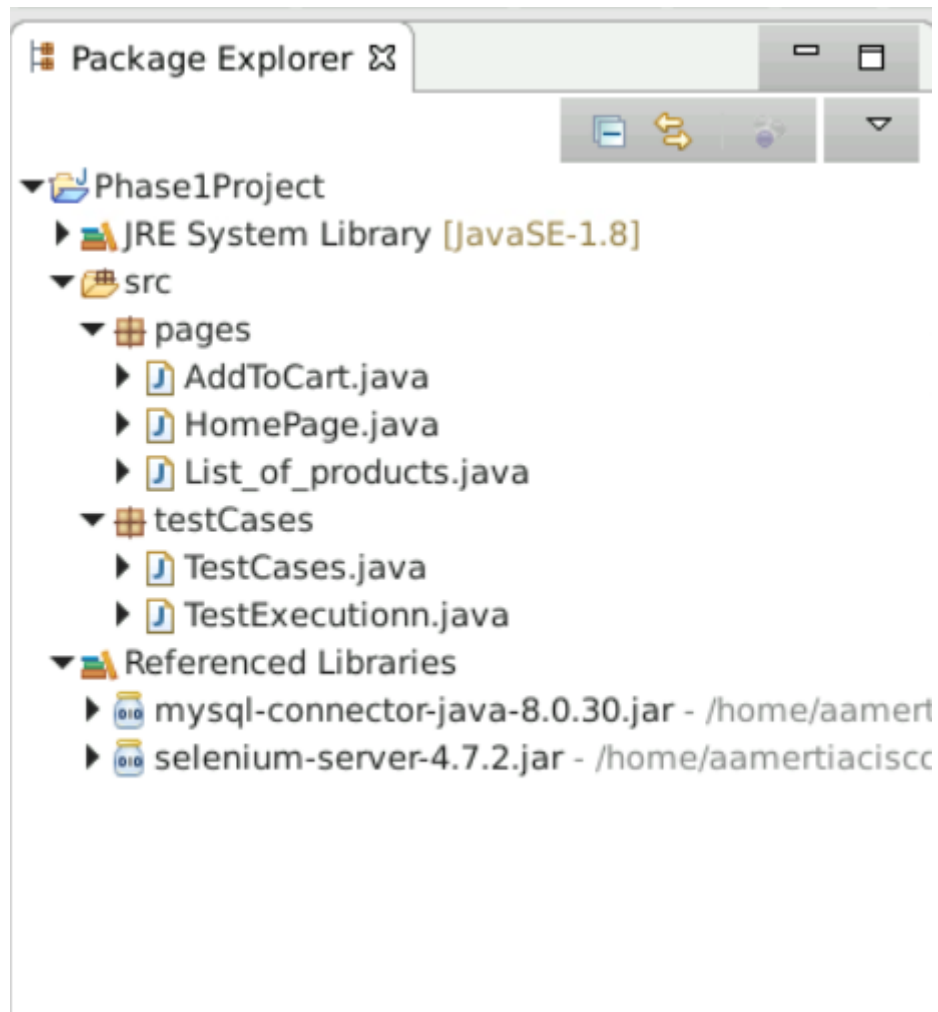 Package Explorer
Phase1Project
JRE System Library [JavaSE-1.8]
src
pages
AddToCart.java
HomePage.java
List_of_products.java
testCases
TestCases.java
TestExecutionn.java
Referenced Libraries
mysql-connector-java-8.0.30.jar - /home/aamert
selenium-server-4.7.2.jar - /home/aamertiacisc